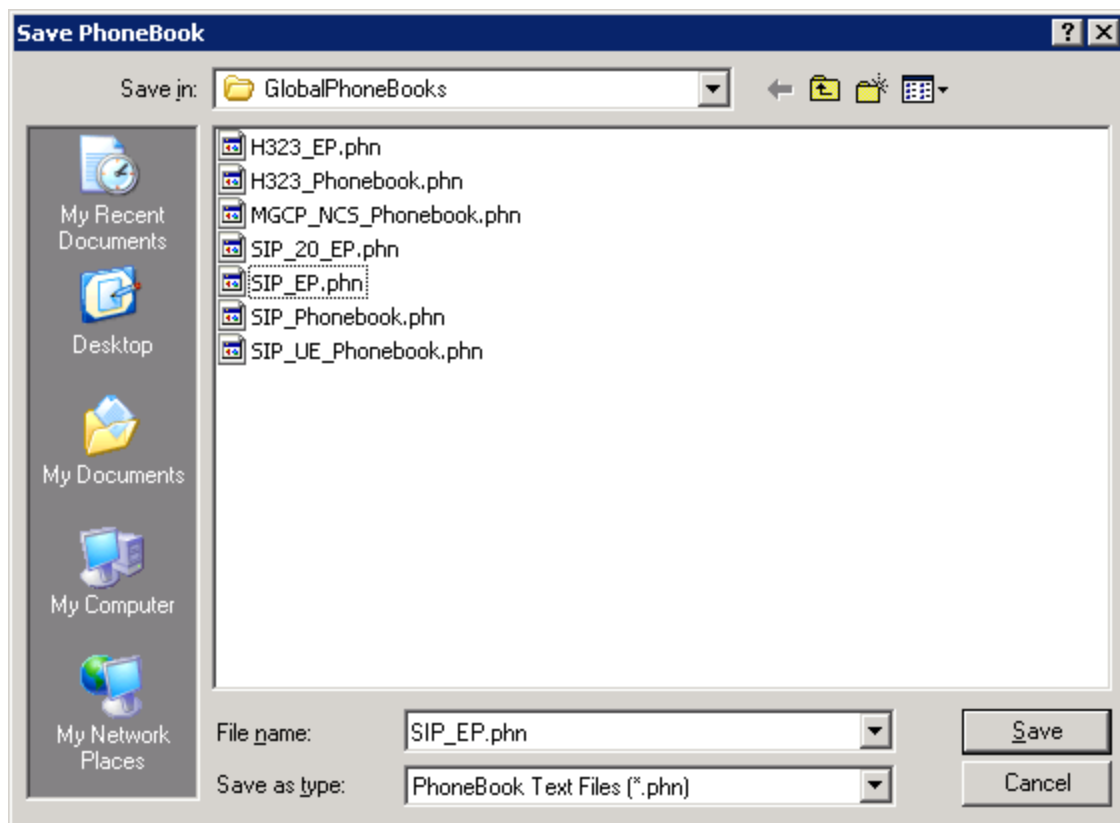 Save PhoneBook
Save in:
GlobalPhoneBooks
My Recent
Documents
Desktop
My Documents
My Computer
My Network
Places
H323_EP.phn
H323_Phonebook.phn
MGCP_NCS_Phonebook.phn
SIP_20_EP.phn
SIP_EP.phn
SIP_Phonebook.phn
SIP_UE_Phonebook.phn
File name:
SIP_EP.phn
Save
Save as type:
PhoneBook Text Files (*.phn)
Cancel